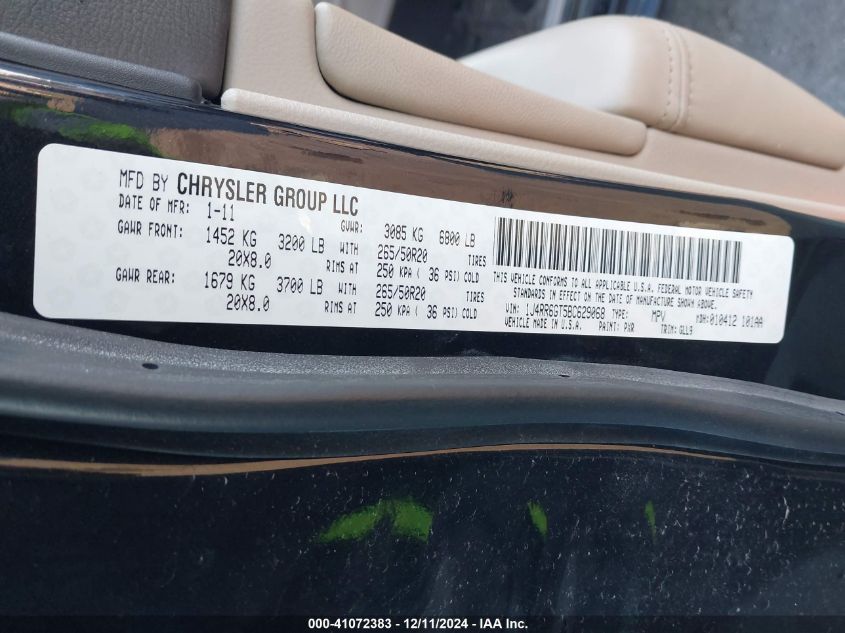 MFD BY CHRYSLER GROUP LLC
DATE OF MFR: 1-11 GVWR: 3085 KG 6800 LB
GAWR FRONT: 1452 KG 3200 LB WITH 265/50R20 TIRES
20X8.0 RIMS AT 250 KPA ( 36 PSI) COLD
GAWR REAR: 1679 KG 3700 LB WITH 265/50R20 TIRES
20X8.0 RIMS AT 250 KPA ( 36 PSI) COLD
THIS VEHICLE CONFORMS TO ALL APPLICABLE U.S.A. FEDERAL MOTOR VEHICLE SAFETY
STANDARDS IN EFFECT ON THE DATE OF MANUFACTURE SHOWN ABOVE.
VIN: 1J4RR6GT5BC629068 TYPE: MPV MDH:010412 101AA
VEHICLE MADE IN U.S.A. PAINT: PXR TRIM: GLL9
000-41072383 - 12/11/2024 - IAA Inc.